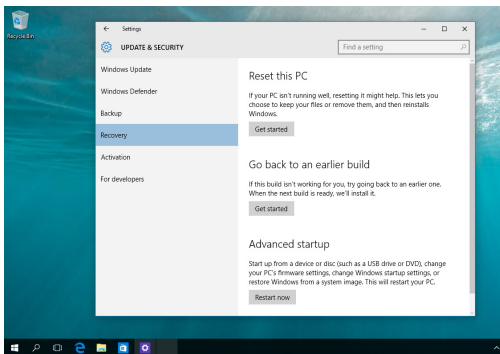 Recycle Bin
Settings
UPDATE & SECURITY
Find a setting
Windows Update
Windows Defender
Backup
Recovery
Activation
For developers
Reset this PC
If your PC isn't running well, resetting it might help. This lets you
choose to keep your files or remove them, and then reinstalls
Windows.
Get started
Go back to an earlier build
If this build isn't working for you, try going back to an earlier one.
When the next build is ready, we'll install it.
Get started
Advanced startup
Start up from a device or disc (such as a USB drive or DVD), change
your PC's firmware settings, change Windows startup settings, or
restore Windows from a system image. This will restart your PC.
Restart now